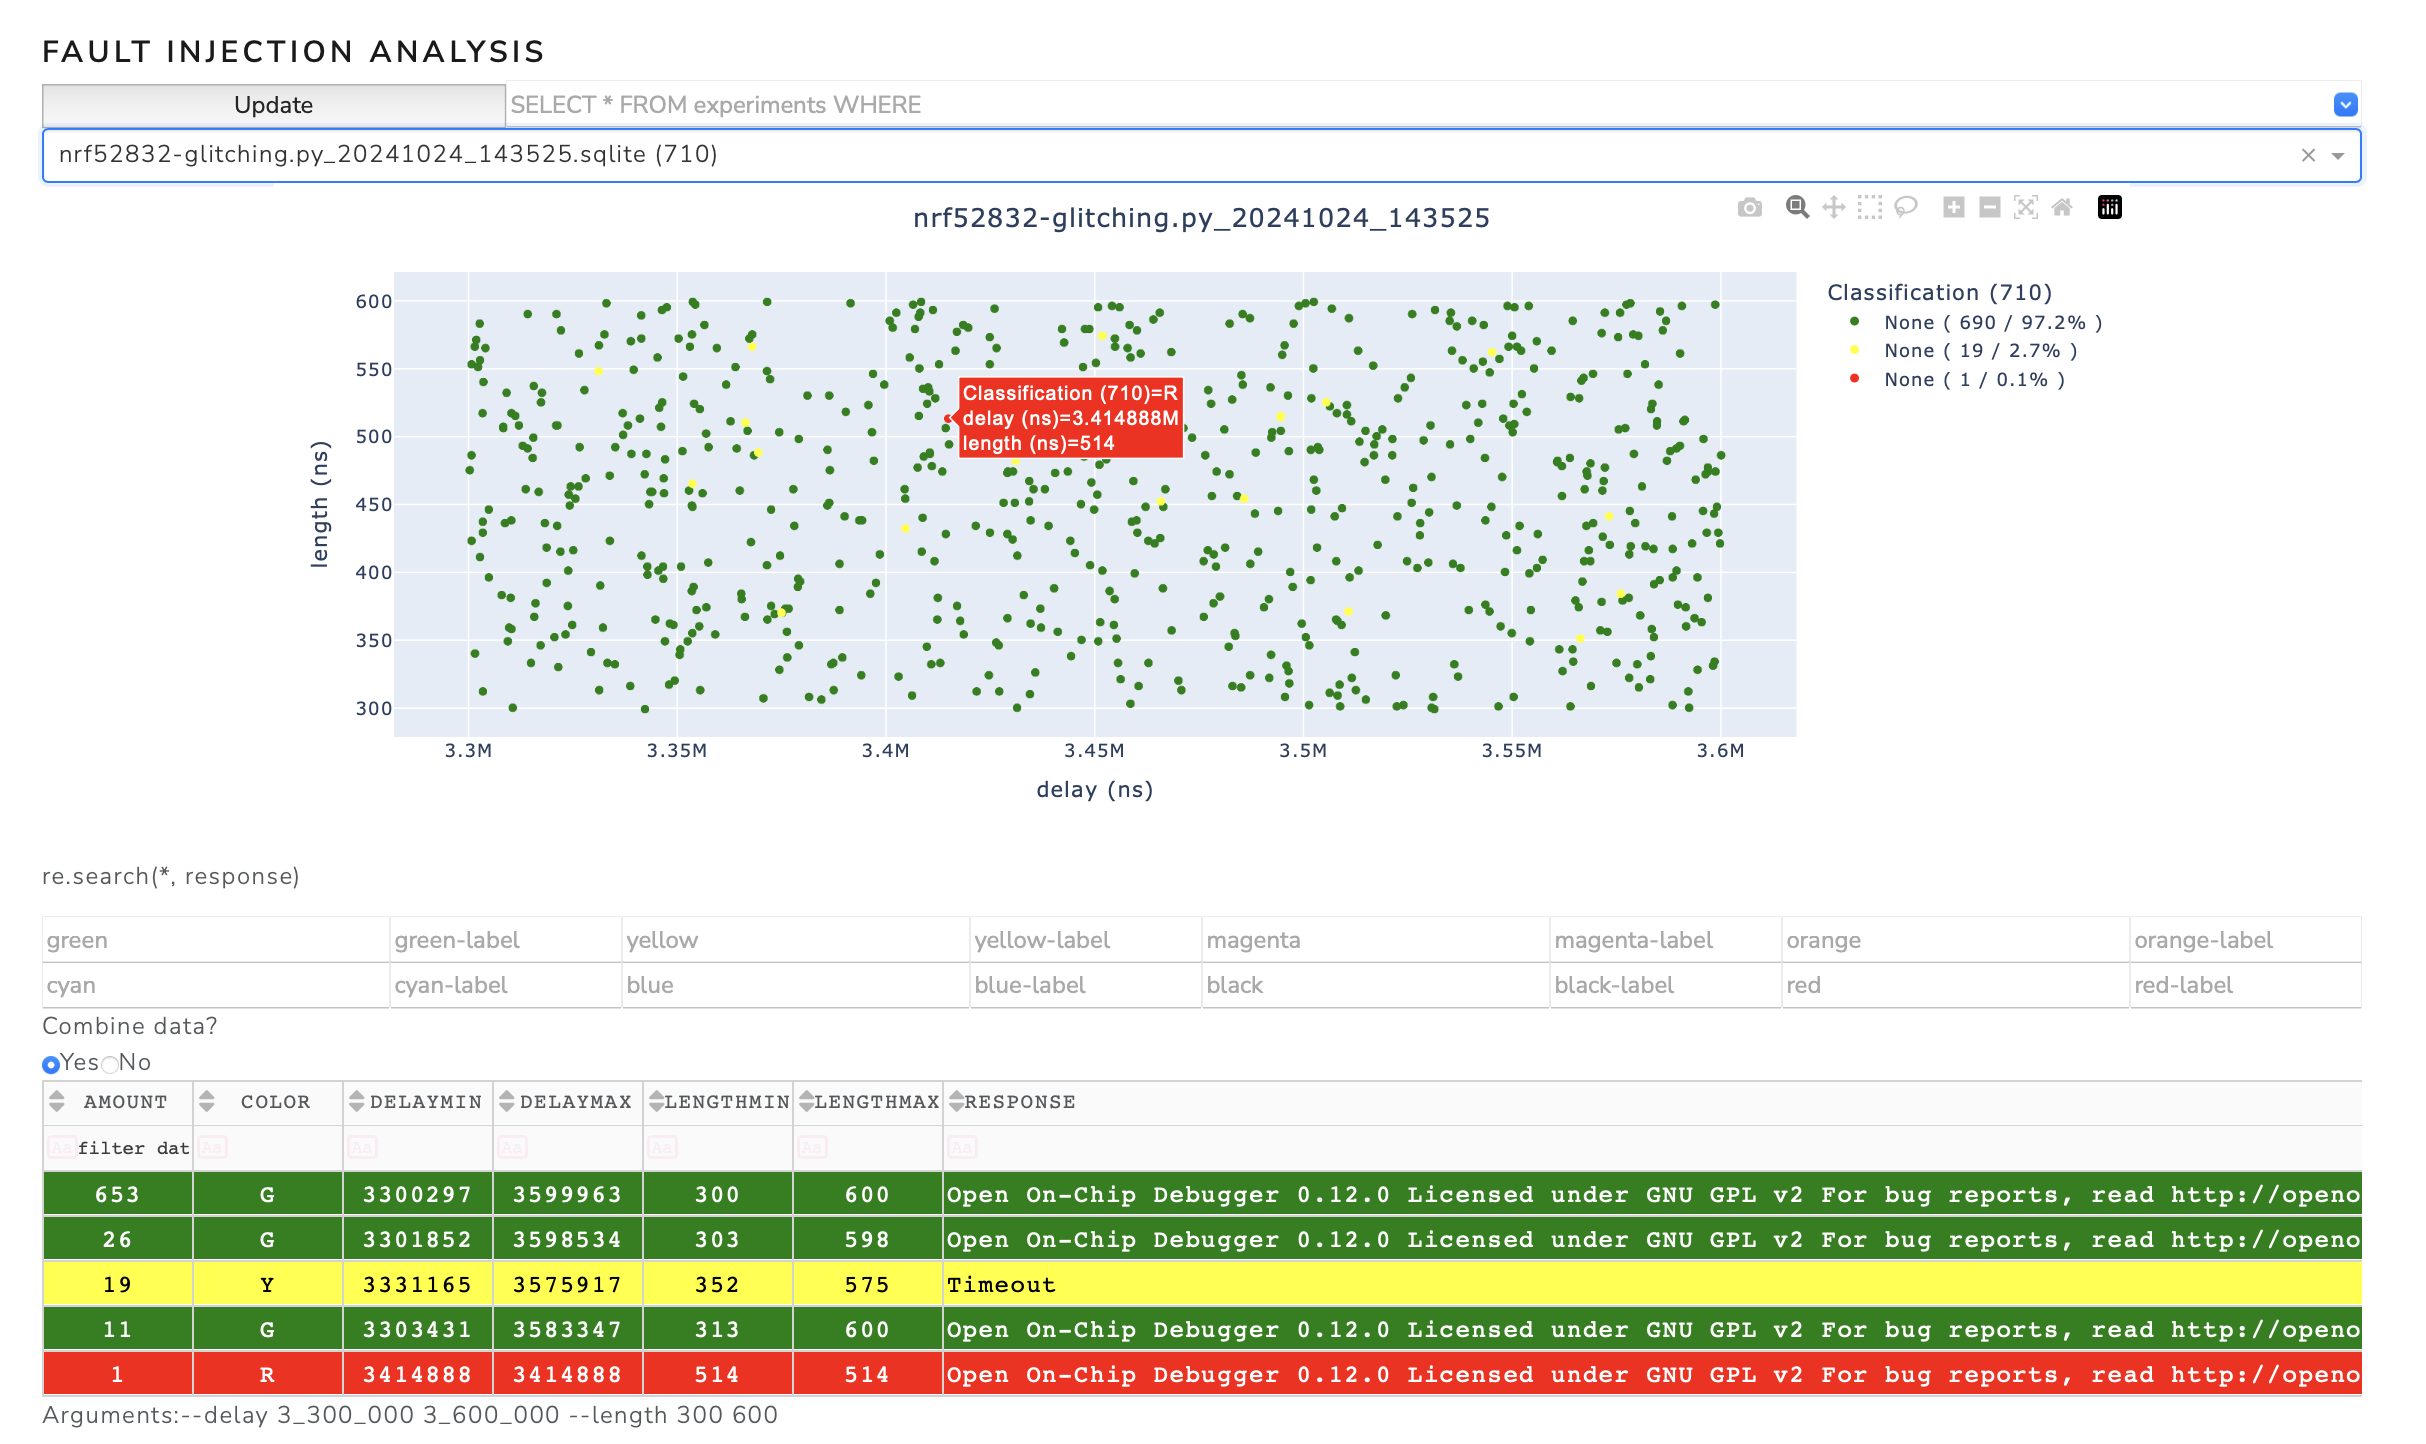 FAULT INJECTION ANALYSIS
Update
SELECT * FROM experiments WHERE
nrf52832-glitching.py_20241024_143525.sqlite (710)
nrf52832-glitching.py_20241024_143525
Classification (710)
None ( 690 / 97.2% )
None ( 19 / 2.7% )
None ( 1 / 0.1% )
600
550
500
450
400
350
300
length (ns)
Classification (710)=R
delay (ns)=3.414888M
length (ns)=514
3.3M 3.35M 3.4M 3.45M 3.5M 3.55M 3.6M
delay (ns)
re.search(*, response)
green green-label yellow yellow-label magenta magenta-label orange orange-label
cyan cyan-label blue blue-label black black-label red red-label
Combine data?
Yes No
AMOUNT COLOR DELAYMIN DELAYMAX LENGTHMIN LENGTHMAX RESPONSE
Aa filter dat Aa Aa Aa Aa Aa Aa
653 G 3300297 3599963 300 600 Open On-Chip Debugger 0.12.0 Licensed under GNU GPL v2 For bug reports, read http://openo
26 G 3301852 3598534 303 598 Open On-Chip Debugger 0.12.0 Licensed under GNU GPL v2 For bug reports, read http://openo
19 Y 3331165 3575917 352 575 Timeout
11 G 3303431 3583347 313 600 Open On-Chip Debugger 0.12.0 Licensed under GNU GPL v2 For bug reports, read http://openo
1 R 3414888 3414888 514 514 Open On-Chip Debugger 0.12.0 Licensed under GNU GPL v2 For bug reports, read http://openo
Arguments:--delay 3_300_000 3_600_000 --length 300 600